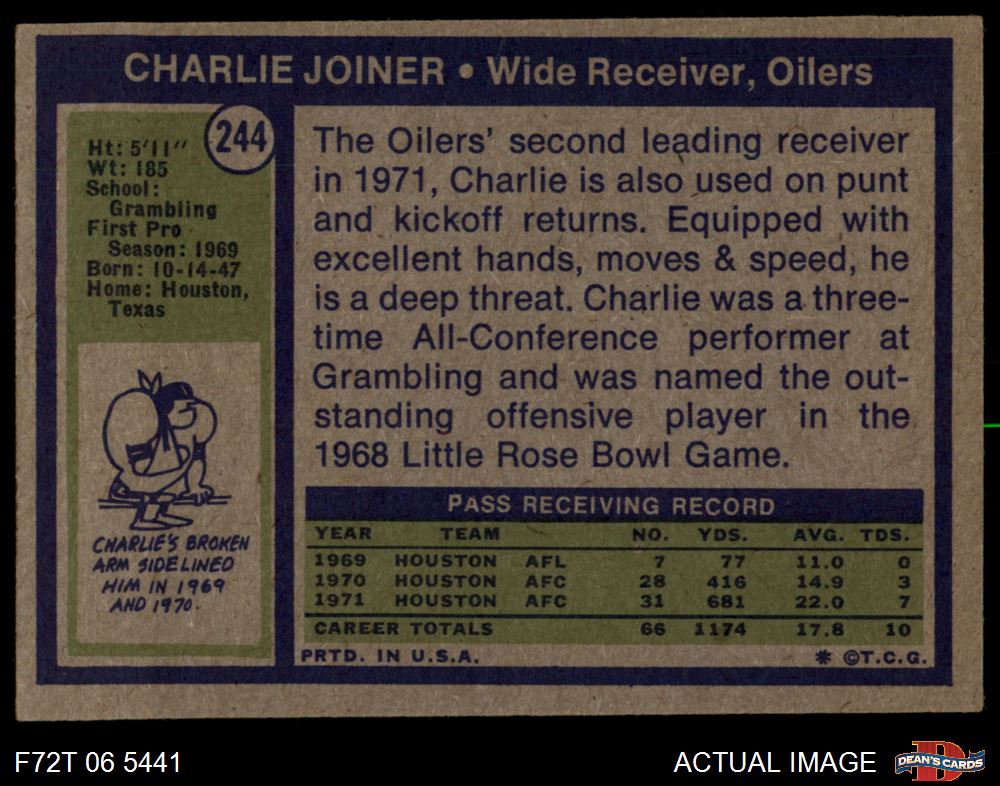 CHARLIE JOINER • Wide Receiver, Oilers
244
Ht: 5'11"
Wt: 185
School:
Grambling
First Pro
Season: 1969
Born: 10-14-47
Home: Houston,
Texas
CHARLIE'S BROKEN
ARM SIDELINED
HIM IN 1969
AND 1970.
The Oilers' second leading receiver
in 1971, Charlie is also used on punt
and kickoff returns. Equipped with
excellent hands, moves & speed, he
is a deep threat. Charlie was a three-
time All-Conference performer at
Grambling and was named the out-
standing offensive player in the
1968 Little Rose Bowl Game.
PASS RECEIVING RECORD
YEAR TEAM NO. YDS. AVG. TDS.
1969 HOUSTON AFL 7 77 11.0 0
1970 HOUSTON AFC 28 416 14.9 3
1971 HOUSTON AFC 31 681 22.0 7
CAREER TOTALS 66 1174 17.8 10
PRTD. IN U.S.A. * ©T.C.G.
F72T 06 5441 ACTUAL IMAGE
D
DEAN'S CARDS